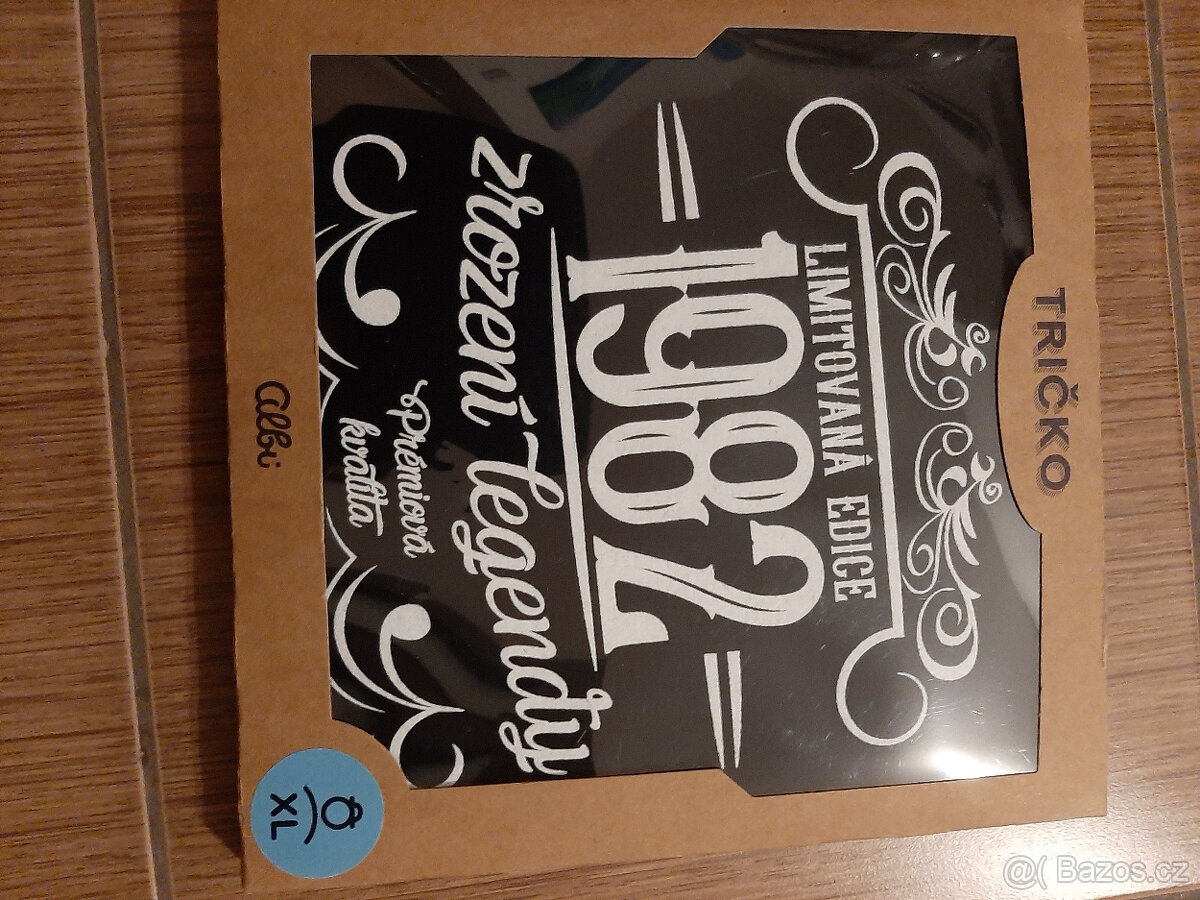 TRIČKO
LIMITOVANÁ EDICE
1982
zrození legendy
Prémiová
kvalita
albi
XL
@( Bazos.cz